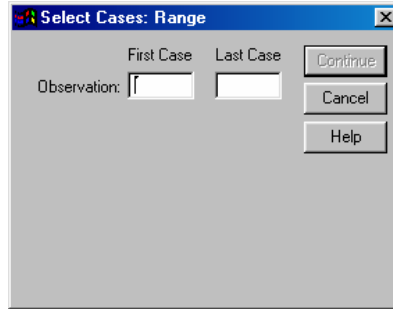 Select Cases: Range
First Case Last Case
Observation:
Continue
Cancel
Help